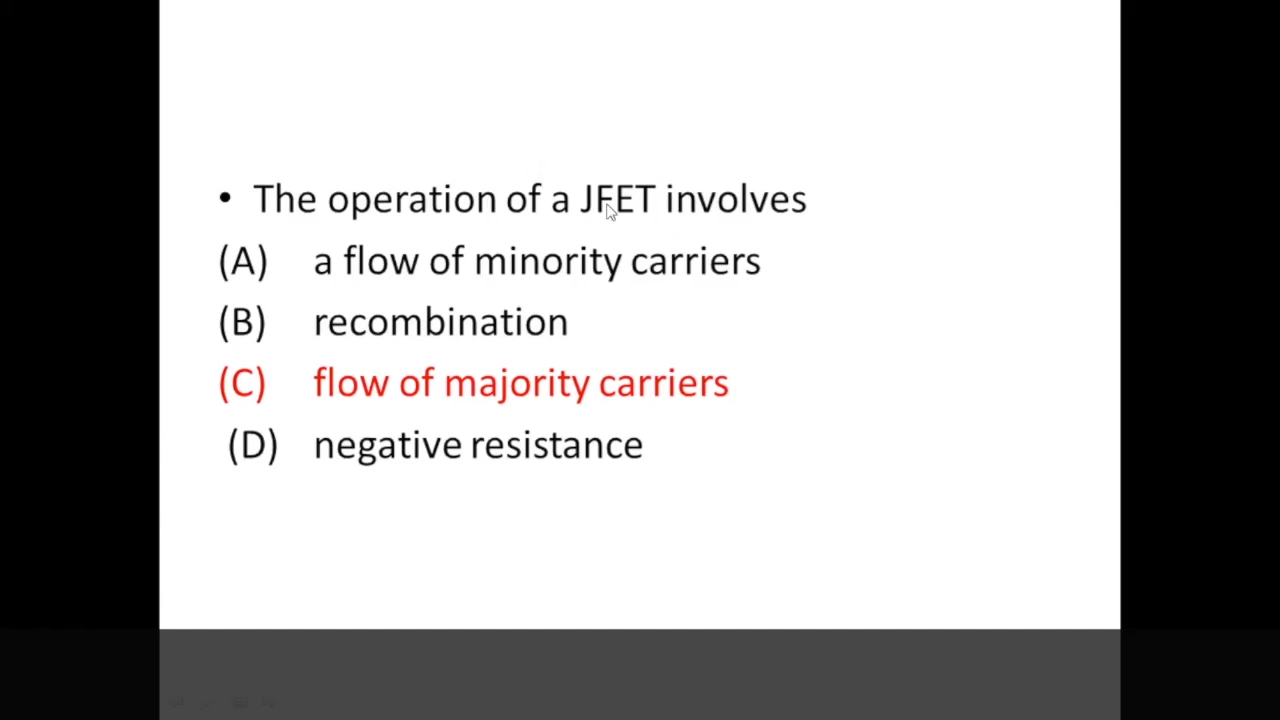 • The operation of a JFET involves
(A) a flow of minority carriers
(B) recombination
(C) flow of majority carriers
(D) negative resistance